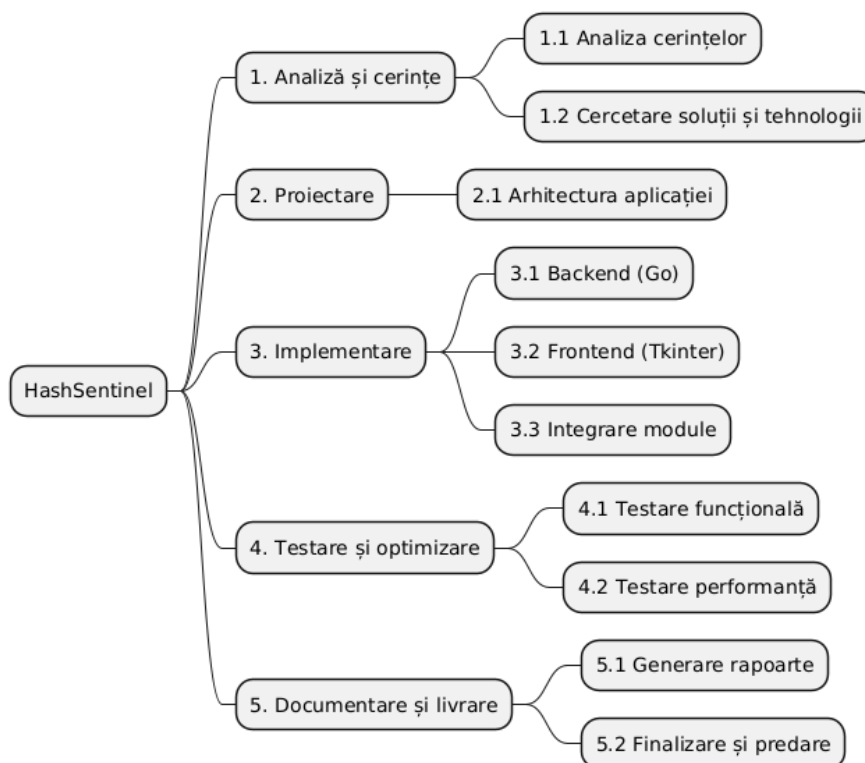 HashSentinel
1. Analiză și cerințe
1.1 Analiza cerințelor
1.2 Cercetare soluții și tehnologii
2. Proiectare
2.1 Arhitectura aplicației
3. Implementare
3.1 Backend (Go)
3.2 Frontend (Tkinter)
3.3 Integrare module
4. Testare și optimizare
4.1 Testare funcțională
4.2 Testare performanță
5. Documentare și livrare
5.1 Generare rapoarte
5.2 Finalizare și predare